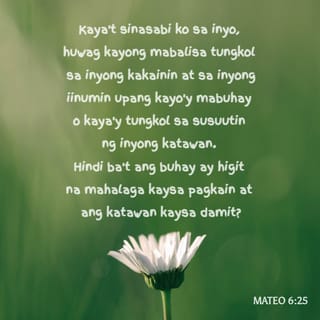 Kaya't sinasabi ko sa inyo,
huwag kayong mabalisa tungkol
sa inyong kakainin at sa inyong
iinumin upang kayo'y mabuhay
o kaya'y tungkol sa susuutin
ng inyong katawan.
Hindi ba't ang buhay ay higit
na mahalaga kaysa pagkain at
ang katawan kaysa damit?
MATEO 6:25